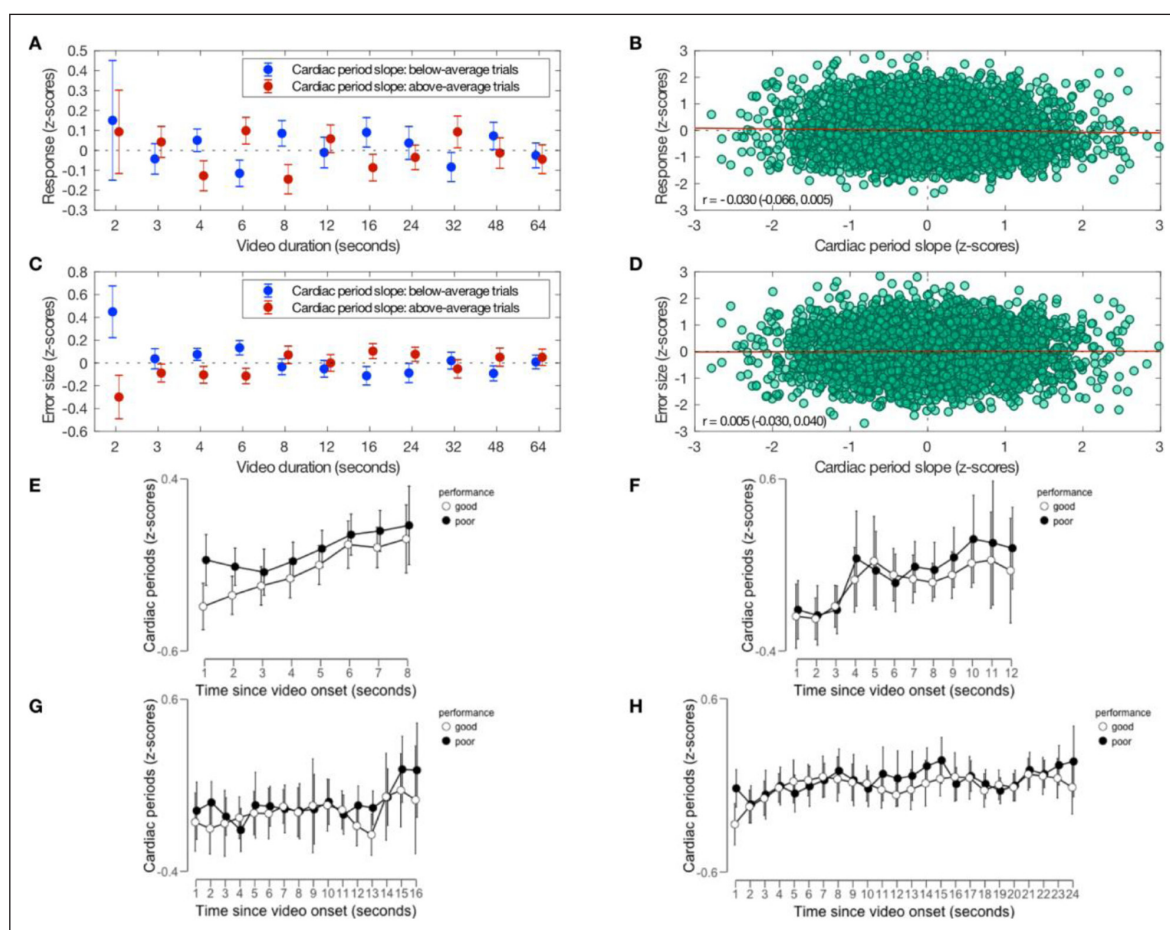 A
Response (z-scores)
0.5
0.4
0.3
0.2
0.1
0
-0.1
-0.2
-0.3
Cardiac period slope: below-average trials
Cardiac period slope: above-average trials
2 3 4 6 8 12 16 24 32 48 64
Video duration (seconds)
B
Response (z-scores)
3
2
1
0
-1
-2
3
r = - 0.030 (-0.066, 0.005)
-3 -2 -1 0 1 2 3
Cardiac period slope (z-scores)
C
Error size (z-scores)
0.8
0.6
0.4
0.2
0
-0.2
-0.4
-0.6
Cardiac period slope: below-average trials
Cardiac period slope: above-average trials
2 3 4 6 8 12 16 24 32 48 64
Video duration (seconds)
D
Error size (z-scores)
3
2
1
0
-1
-2
-3
r = 0.005 (-0.030, 0.040)
-3 -2 -1 0 1 2 3
Cardiac period slope (z-scores)
E
Cardiac periods (z-scores)
0.4
-0.6
performance
good
poor
1 2 3 4 5 6 7 8
Time since video onset (seconds)
F
Cardiac periods (z-scores)
0.6
-0.4
performance
good
poor
1 2 3 4 5 6 7 8 9 10 11 12
Time since video onset (seconds)
G
Cardiac periods (z-scores)
0.6
-0.4
performance
good
poor
1 2 3 4 5 6 7 8 9 10 11 12 13 14 15 16
Time since video onset (seconds)
H
Cardiac periods (z-scores)
0.6
-0.6
performance
good
poor
1 2 3 4 5 6 7 8 9 10 11 12 13 14 15 16 17 18 19 20 21 22 23 24
Time since video onset (seconds)